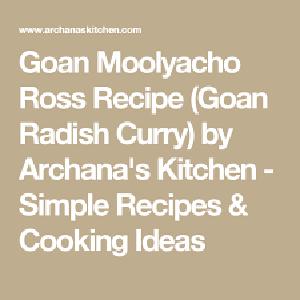 www.archanaskitchen.com
Goan Moolyacho
Ross Recipe (Goan
Radish Curry) by
Archana's Kitchen -
Simple Recipes &
Cooking Ideas